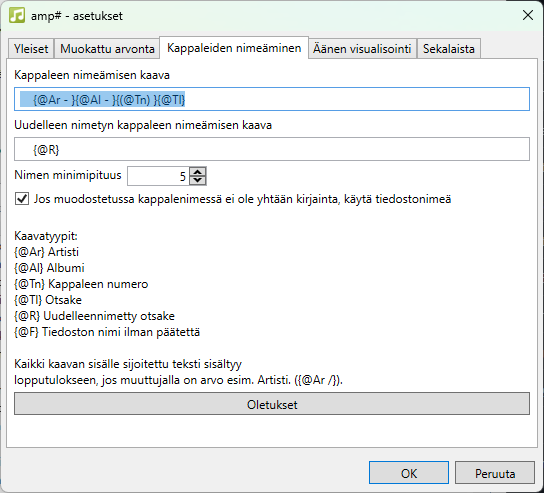 amp# - asetukset
Yleiset Muokattu arvonta Kappaleiden nimeäminen Äänen visualisointi Sekalaista
Kappaleen nimeämisen kaava
{@Ar - }{@Al - }{(@Tn) }{@Tl}
Uudelleen nimetyn kappaleen nimeämisen kaava
{@R}
Nimen minimipituus 5
Jos muodostetussa kappalenimessä ei ole yhtään kirjainta, käytä tiedostonimeä
Kaavatyypit:
{@Ar} Artisti
{@Al} Albumi
{@Tn} Kappaleen numero
{@Tl} Otsake
{@R} Uudelleennimetty otsake
{@F} Tiedoston nimi ilman päätettä
Kaikki kaavan sisälle sijoitettu teksti sisältyy
lopputulokseen, jos muuttujalla on arvo esim. Artisti. ({@Ar /}).
Oletukset
OK Peruuta